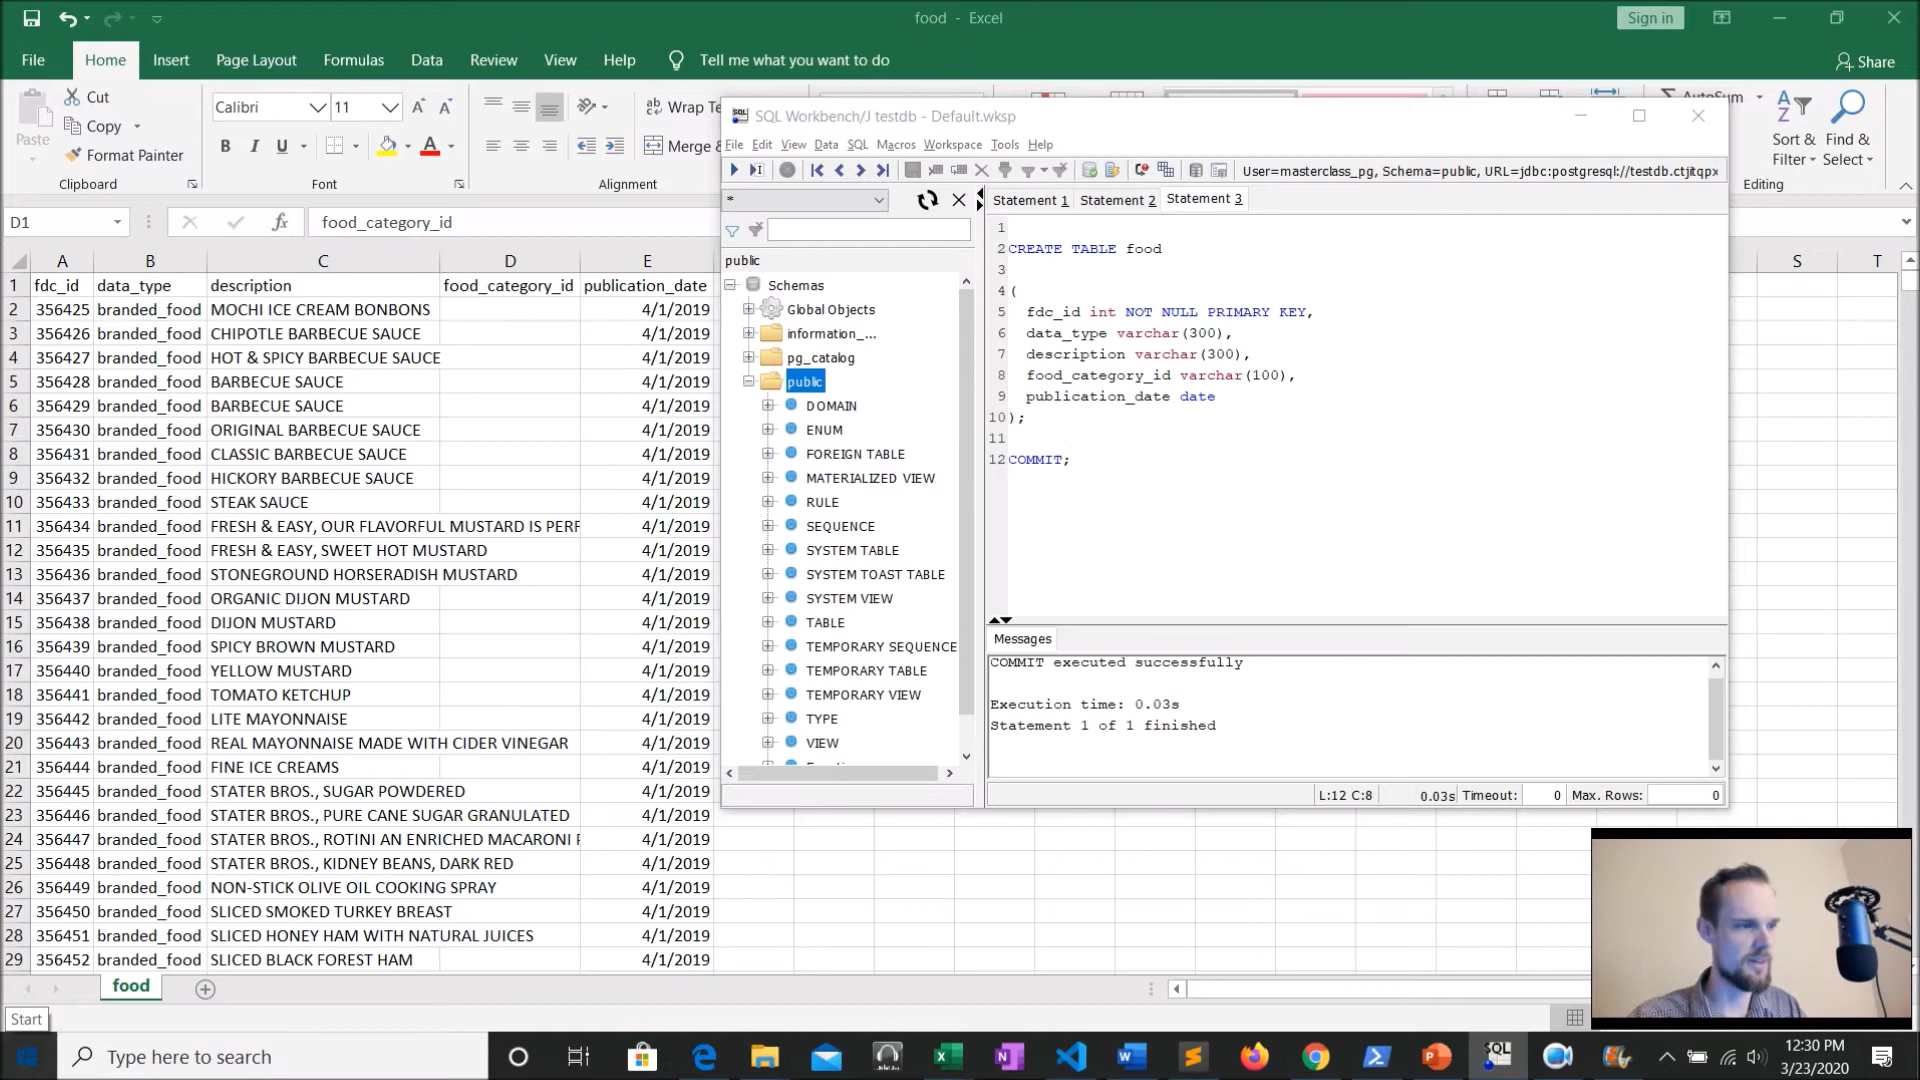 food - Excel
Sign in
File Home Insert Page Layout Formulas Data Review View Help Tell me what you want to do
Share
Paste
Cut
Copy
Format Painter
Clipboard
Calibri 11
B I U
Font
Wrap Te
Merge
Alignment
AutoSum
Sort & Filter
Find & Select
Editing
D1
fx
food_category_id
A B C D E S T
1 fdc_id data_type description food_category_id publication_date
2 356425 branded_food MOCHI ICE CREAM BONBONS 4/1/2019
3 356426 branded_food CHIPOTLE BARBECUE SAUCE 4/1/2019
4 356427 branded_food HOT & SPICY BARBECUE SAUCE 4/1/2019
5 356428 branded_food BARBECUE SAUCE 4/1/2019
6 356429 branded_food BARBECUE SAUCE 4/1/2019
7 356430 branded_food ORIGINAL BARBECUE SAUCE 4/1/2019
8 356431 branded_food CLASSIC BARBECUE SAUCE 4/1/2019
9 356432 branded_food HICKORY BARBECUE SAUCE 4/1/2019
10 356433 branded_food STEAK SAUCE 4/1/2019
11 356434 branded_food FRESH & EASY, OUR FLAVORFUL MUSTARD IS PERF 4/1/2019
12 356435 branded_food FRESH & EASY, SWEET HOT MUSTARD 4/1/2019
13 356436 branded_food STONEGROUND HORSERADISH MUSTARD 4/1/2019
14 356437 branded_food ORGANIC DIJON MUSTARD 4/1/2019
15 356438 branded_food DIJON MUSTARD 4/1/2019
16 356439 branded_food SPICY BROWN MUSTARD 4/1/2019
17 356440 branded_food YELLOW MUSTARD 4/1/2019
18 356441 branded_food TOMATO KETCHUP 4/1/2019
19 356442 branded_food LITE MAYONNAISE 4/1/2019
20 356443 branded_food REAL MAYONNAISE MADE WITH CIDER VINEGAR 4/1/2019
21 356444 branded_food FINE ICE CREAMS 4/1/2019
22 356445 branded_food STATER BROS., SUGAR POWDERED 4/1/2019
23 356446 branded_food STATER BROS., PURE CANE SUGAR GRANULATED 4/1/2019
24 356447 branded_food STATER BROS., ROTINI AN ENRICHED MACARONI 4/1/2019
25 356448 branded_food STATER BROS., KIDNEY BEANS, DARK RED 4/1/2019
26 356449 branded_food NON-STICK OLIVE OIL COOKING SPRAY 4/1/2019
27 356450 branded_food SLICED SMOKED TURKEY BREAST 4/1/2019
28 356451 branded_food SLICED HONEY HAM WITH NATURAL JUICES 4/1/2019
29 356452 branded_food SLICED BLACK FOREST HAM 4/1/2019
food
SQL Workbench/J testdb - Default.wksp
File Edit View Data SQL Macros Workspace Tools Help
User=masterclass_pg, Schema=public, URL=jdbc:postgresql://testdb.ctjitqpx
*
public
Schemas
Global Objects
information_...
pg_catalog
public
DOMAIN
ENUM
FOREIGN TABLE
MATERIALIZED VIEW
RULE
SEQUENCE
SYSTEM TABLE
SYSTEM TOAST TABLE
SYSTEM VIEW
TABLE
TEMPORARY SEQUENCE
TEMPORARY TABLE
TEMPORARY VIEW
TYPE
VIEW
Statement 1 Statement 2 Statement 3
1
2 CREATE TABLE food
3
4 (
5 fdc_id int NOT NULL PRIMARY KEY,
6 data_type varchar(300),
7 description varchar(300),
8 food_category_id varchar(100),
9 publication_date date
10 );
11
12 COMMIT;
Messages
COMMIT executed successfully
Execution time: 0.03s
Statement 1 of 1 finished
L:12 C:8 0.03s Timeout: 0 Max. Rows: 0
Start
Type here to search
12:30 PM
3/23/2020